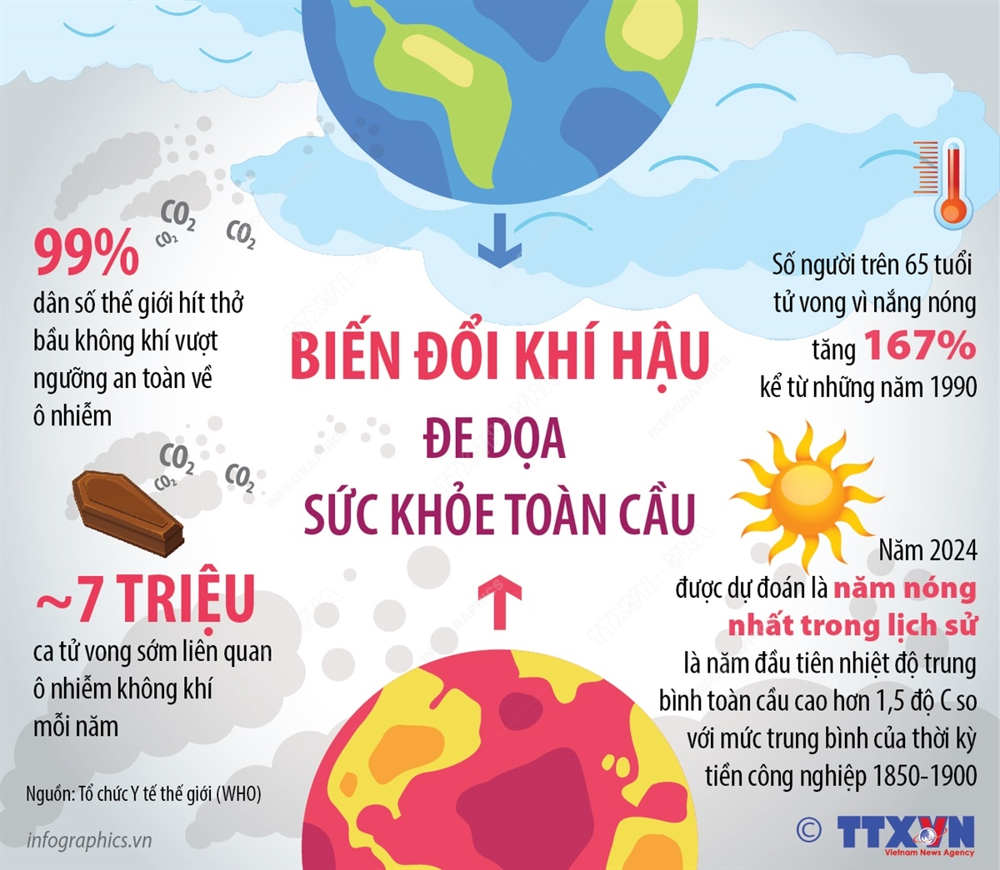 CO₂
CO₂
CO₂
99%
dân số thế giới hít thở
bầu không khí vượt
ngưỡng an toàn về
ô nhiễm
CO₂
CO₂
CO₂
~7 TRIỆU
ca tử vong sớm liên quan
ô nhiễm không khí
mỗi năm
BIẾN ĐỔI KHÍ HẬU
ĐE DỌA
SỨC KHỎE TOÀN CẦU
Số người trên 65 tuổi
tử vong vì nắng nóng
tăng 167%
kể từ những năm 1990
Năm 2024
được dự đoán là năm nóng
nhất trong lịch sử
là năm đầu tiên nhiệt độ trung
bình toàn cầu cao hơn 1,5 độ C so
với mức trung bình của thời kỳ
tiền công nghiệp 1850-1900
Nguồn: Tổ chức Y tế thế giới (WHO)
infographics.vn
© TTXVN
Vietnam News Agency